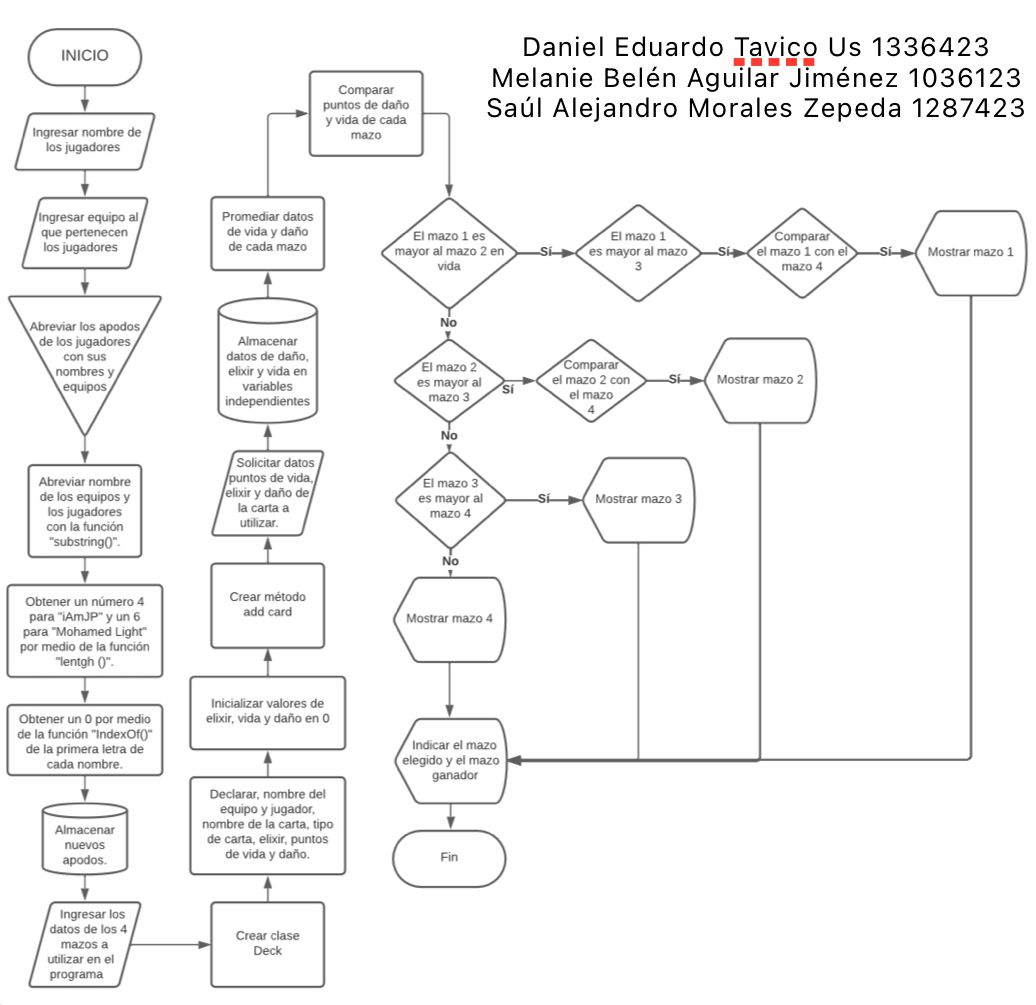 Daniel Eduardo Tavico Us 1336423
Melanie Belén Aguilar Jiménez 1036123
Saúl Alejandro Morales Zepeda 1287423
INICIO
Ingresar nombre de
los jugadores
Ingresar equipo al
que pertenecen
los jugadores
Abreviar los apodos
de los jugadores
con sus
nombres y
equipos
Abreviar nombre
de los equipos y
los jugadores
con la función
"substring()".
Obtener un número 4
para "iAmJP" y un 6
para "Mohamed Light"
por medio de la función
"lentgh ()".
Obtener un 0 por medio
de la función "IndexOf()"
de la primera letra de
cada nombre.
Almacenar
nuevos
apodos.
Ingresar los
datos de los 4
mazos a
utilizar en el
programa
Crear clase
Deck
Declarar, nombre del
equipo y jugador,
nombre de la carta, tipo
de carta, elixir, puntos
de vida y daño.
Inicializar valores de
elixir, vida y daño en 0
Crear método
add card
Solicitar datos
puntos de vida,
elixir y daño de
la carta a
utilizar.
Almacenar
datos de daño,
elixir y vida en
variables
independientes
Promediar datos
de vida y daño
de cada mazo
Comparar
puntos de daño
y vida de cada
mazo
El mazo 1 es
mayor al mazo 2 en
vida
Sí
El mazo 1
es mayor al mazo
3
Sí
Comparar
el mazo 1 con el
mazo 4
Sí
Mostrar mazo 1
No
El mazo 2
es mayor al
mazo 3
Sí
Comparar
el mazo 2 con
el mazo
4
Sí
Mostrar mazo 2
No
El mazo 3
es mayor al
mazo 4
Sí
Mostrar mazo 3
No
Mostrar mazo 4
Indicar el mazo
elegido y el mazo
ganador
Fin